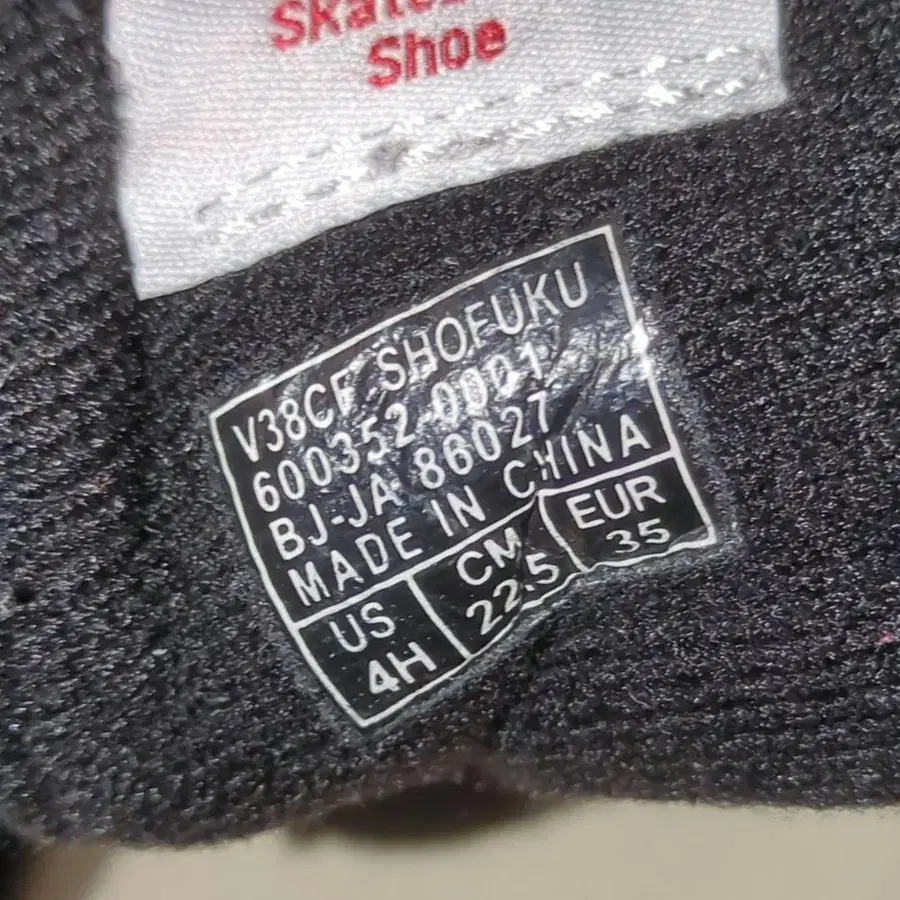 Shoe
V38CF SHOFUKU
600352-0001
BJ-JA 86027
MADE IN CHINA
US CM EUR
4H 22.5 35